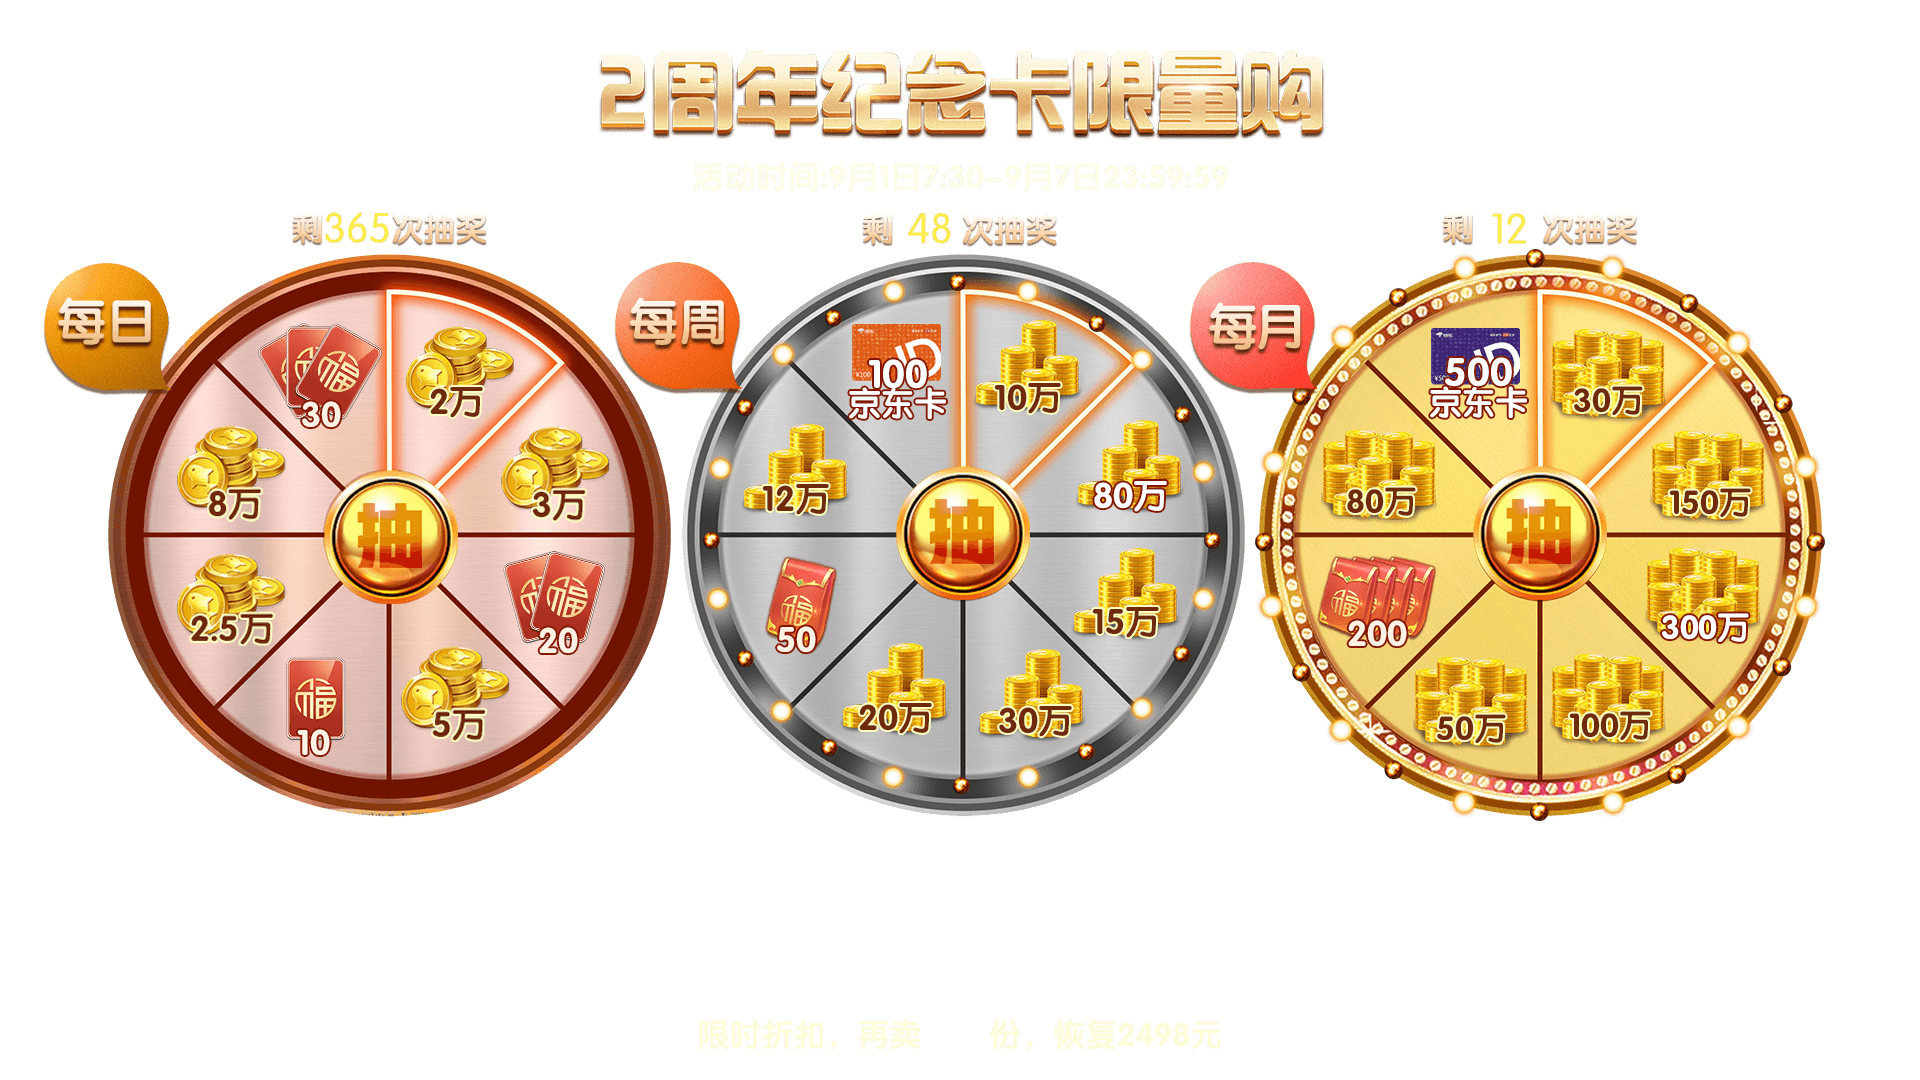 2周年纪念卡限量购
活动时间:9月1日7:30-9月7日23:59:59
剩365次抽奖
剩 48 次抽奖
剩 12 次抽奖
每日
30
2万
8万
3万
抽
2.5万
20
10
5万
每周
100
京东卡
10万
12万
80万
抽
50
15万
20万
30万
每月
500
京东卡
30万
80万
150万
抽
200
300万
50万
100万
限时折扣，再卖 份，恢复2498元